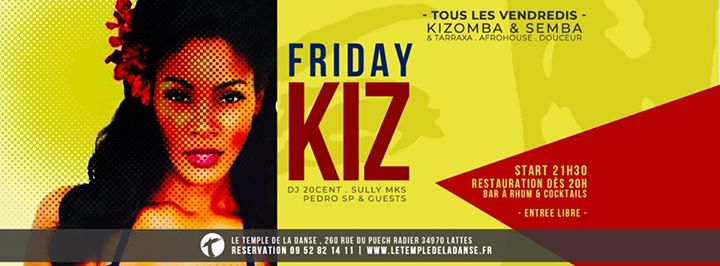 - TOUS LES VENDREDIS -
KIZOMBA & SEMBA
& TARRAXA . AFROHOUSE . DOUCEUR
FRIDAY
KIZ
DJ 20CENT . SULLY MKS
PEDRO SP & GUESTS
START 21H30
RESTAURATION DÈS 20H
BAR À RHUM & COCKTAILS
- ENTREE LIBRE -
LE TEMPLE DE LA DANSE , 260 RUE DU PUECH RADIER 34970 LATTES
RESERVATION 09 52 82 14 11 | WWW.LETEMPLEDELADANSE.FR